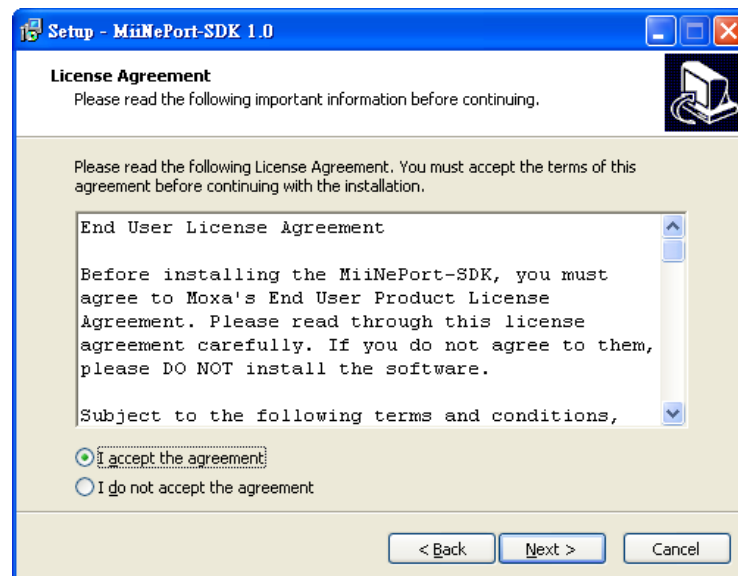 Setup - MiiNePort-SDK 1.0
License Agreement
Please read the following important information before continuing.
Please read the following License Agreement. You must accept the terms of this
agreement before continuing with the installation.
End User License Agreement
Before installing the MiiNePort-SDK, you must
agree to Moxa's End User Product License
Agreement. Please read through this license
agreement carefully. If you do not agree to them,
please DO NOT install the software.
Subject to the following terms and conditions,
I accept the agreement
I do not accept the agreement
< Back
Next >
Cancel